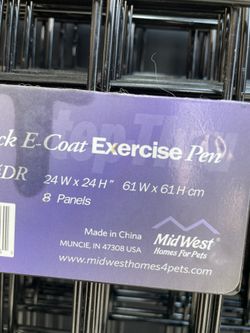 ck E-Coat Exercise Pen
DR 24 W x 24 H" 61 W x 61 H cm
8 Panels
Made in China
MUNCIE, IN 47308 USA
MidWest
Homes For Pets
www.midwesthomes4pets.com